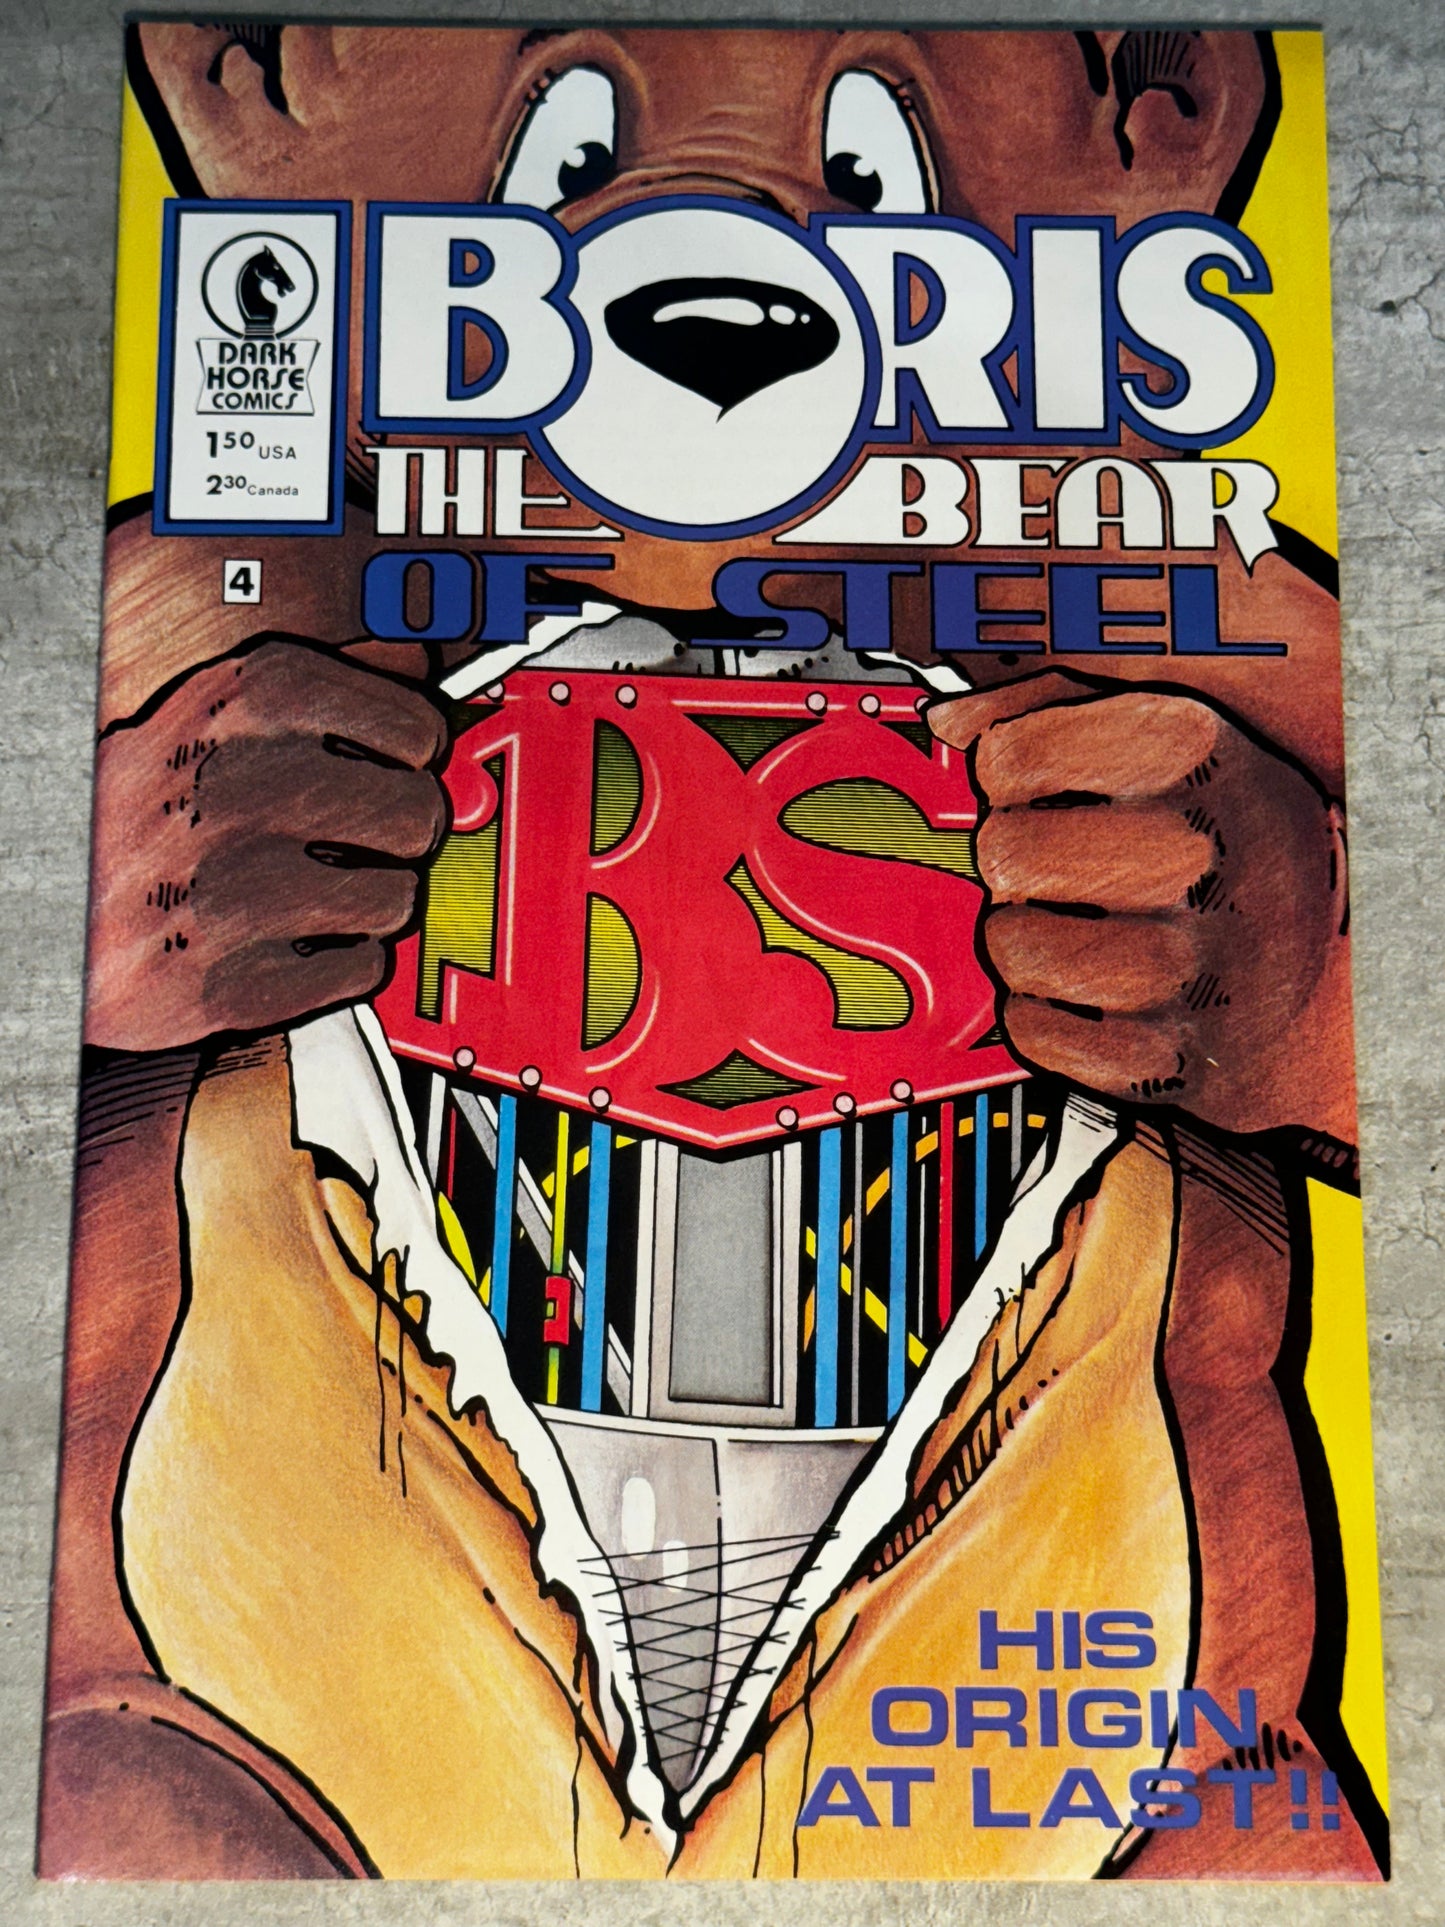 DARK
HORSE
COMICS
1.50 USA
2.30 Canada
4
BORIS
THE BEAR
OF STEEL
BS
HIS
ORIGIN
AT LAST!!